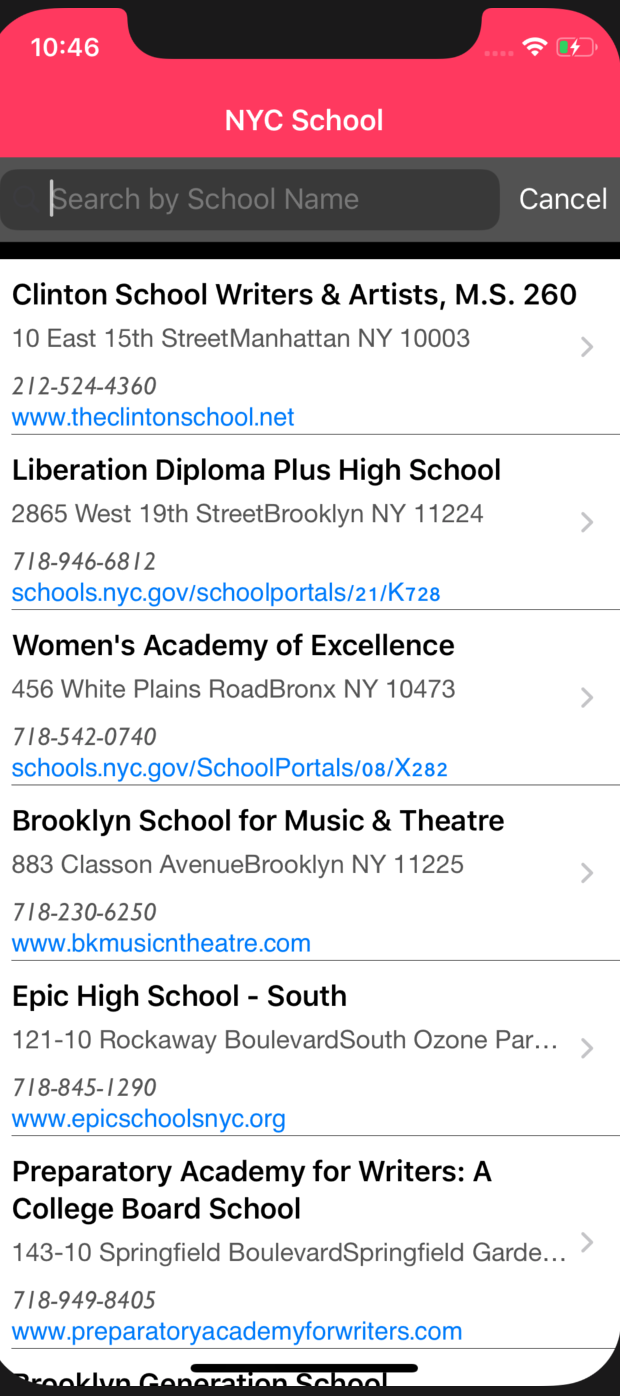 10:46
NYC School
Search by School Name
Cancel
Clinton School Writers & Artists, M.S. 260
10 East 15th StreetManhattan NY 10003
212-524-4360
www.theclintonschool.net
Liberation Diploma Plus High School
2865 West 19th StreetBrooklyn NY 11224
718-946-6812
schools.nyc.gov/schoolportals/21/K728
Women's Academy of Excellence
456 White Plains RoadBronx NY 10473
718-542-0740
schools.nyc.gov/SchoolPortals/08/X282
Brooklyn School for Music & Theatre
883 Classon AvenueBrooklyn NY 11225
718-230-6250
www.bkmusicntheatre.com
Epic High School - South
121-10 Rockaway BoulevardSouth Ozone Par...
718-845-1290
www.epicschoolsnyc.org
Preparatory Academy for Writers: A
College Board School
143-10 Springfield BoulevardSpringfield Garde...
718-949-8405
www.preparatoryacademyforwriters.com
Brooklyn Generation School